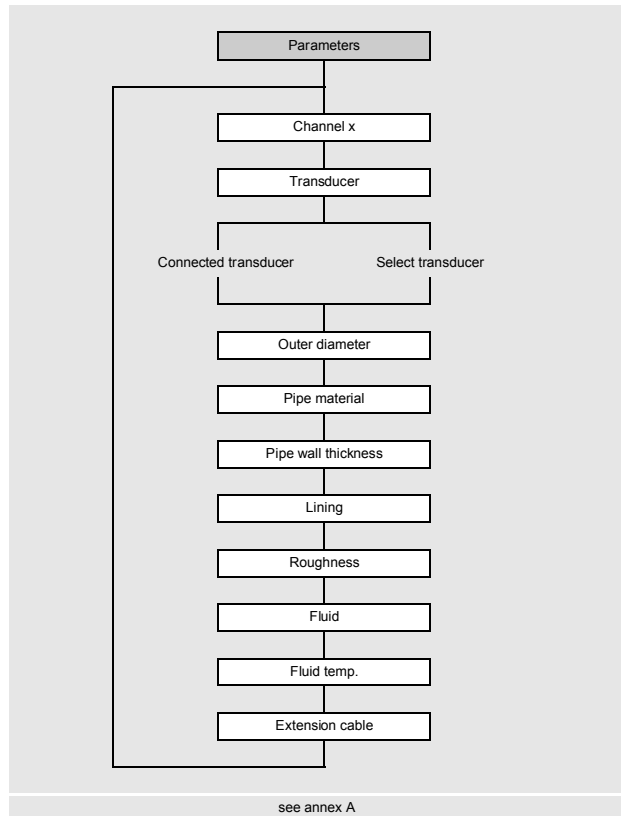 Parameters
Channel x
Transducer
Connected transducer
Select transducer
Outer diameter
Pipe material
Pipe wall thickness
Lining
Roughness
Fluid
Fluid temp.
Extension cable
see annex A